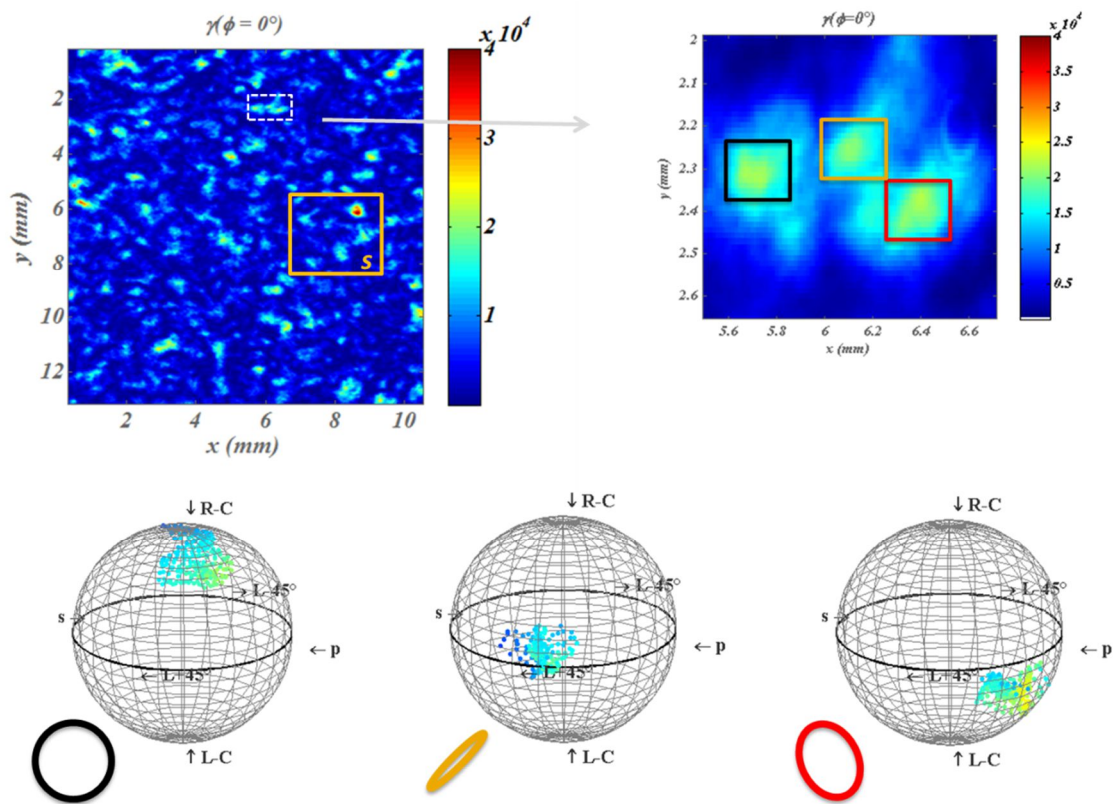 γ(ϕ = 0°)
x 10⁴
4
3
2
1
2
4
6
8
10
12
y (mm)
S
2 4 6 8 10
x (mm)
γ(ϕ=0°)
x 10⁴
4
3.5
3
2.5
2
1.5
1
0.5
2
2.1
2.2
2.3
2.4
2.5
2.6
y (mm)
5.6 5.8 6 6.2 6.4 6.6
x (mm)
↓ R-C
→ L-45°
s →
← p
← L+45°
↑ L-C
↓ R-C
→ L-45°
s →
← p
← L+45°
↑ L-C
↓ R-C
→ L-45°
s →
← p
← L+45°
↑ L-C